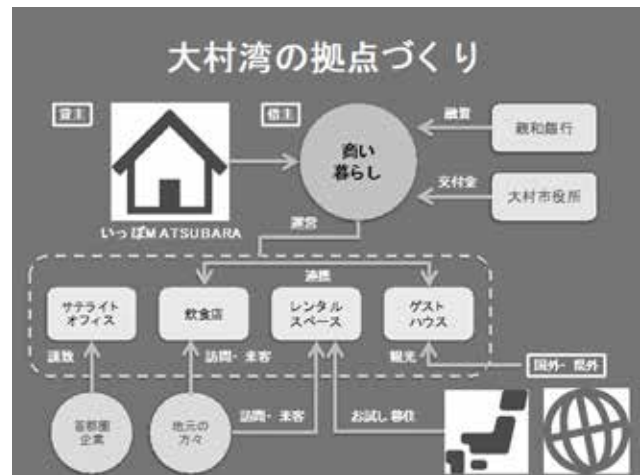 大村湾の拠点づくり
貸主
借主
融資
商い
暮らし
親和銀行
交付金
大村市役所
いっぽMATSUBARA
運営
連携
サテライト
オフィス
飲食店
レンタル
スペース
ゲスト
ハウス
誘致
訪問・来客
観光
国外・県外
首都圏
企業
地元の
方々
訪問・来客
お試し移住